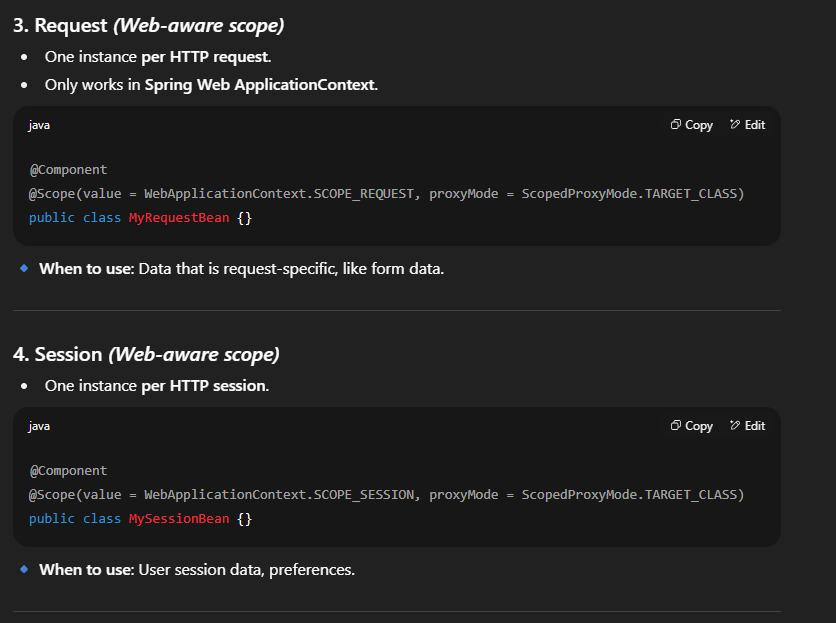 3. Request (Web-aware scope)
• One instance per HTTP request.
• Only works in Spring Web ApplicationContext.
java Copy Edit
@Component
@Scope(value = WebApplicationContext.SCOPE_REQUEST, proxyMode = ScopedProxyMode.TARGET_CLASS)
public class MyRequestBean {}
🔹 When to use: Data that is request-specific, like form data.
4. Session (Web-aware scope)
• One instance per HTTP session.
java Copy Edit
@Component
@Scope(value = WebApplicationContext.SCOPE_SESSION, proxyMode = ScopedProxyMode.TARGET_CLASS)
public class MySessionBean {}
🔹 When to use: User session data, preferences.